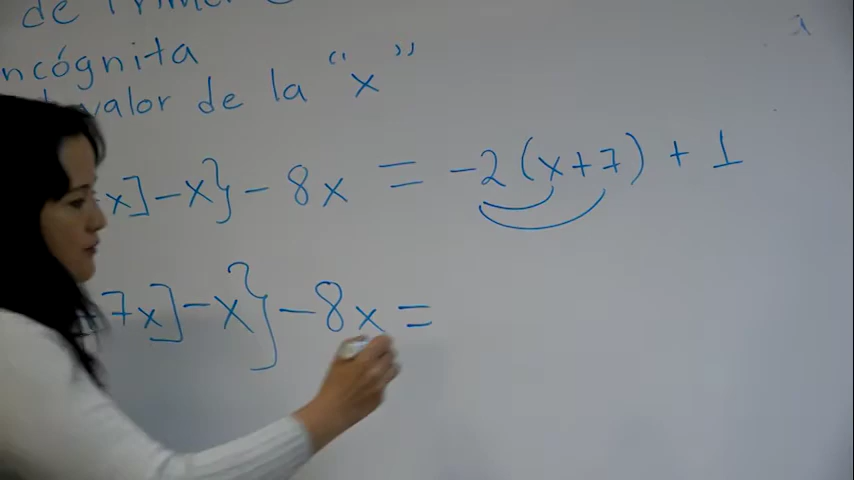 de Primer
ncógnita
valor de la "x"
x] - x} - 8x = -2(x+7) + 1
7x] - x} - 8x =